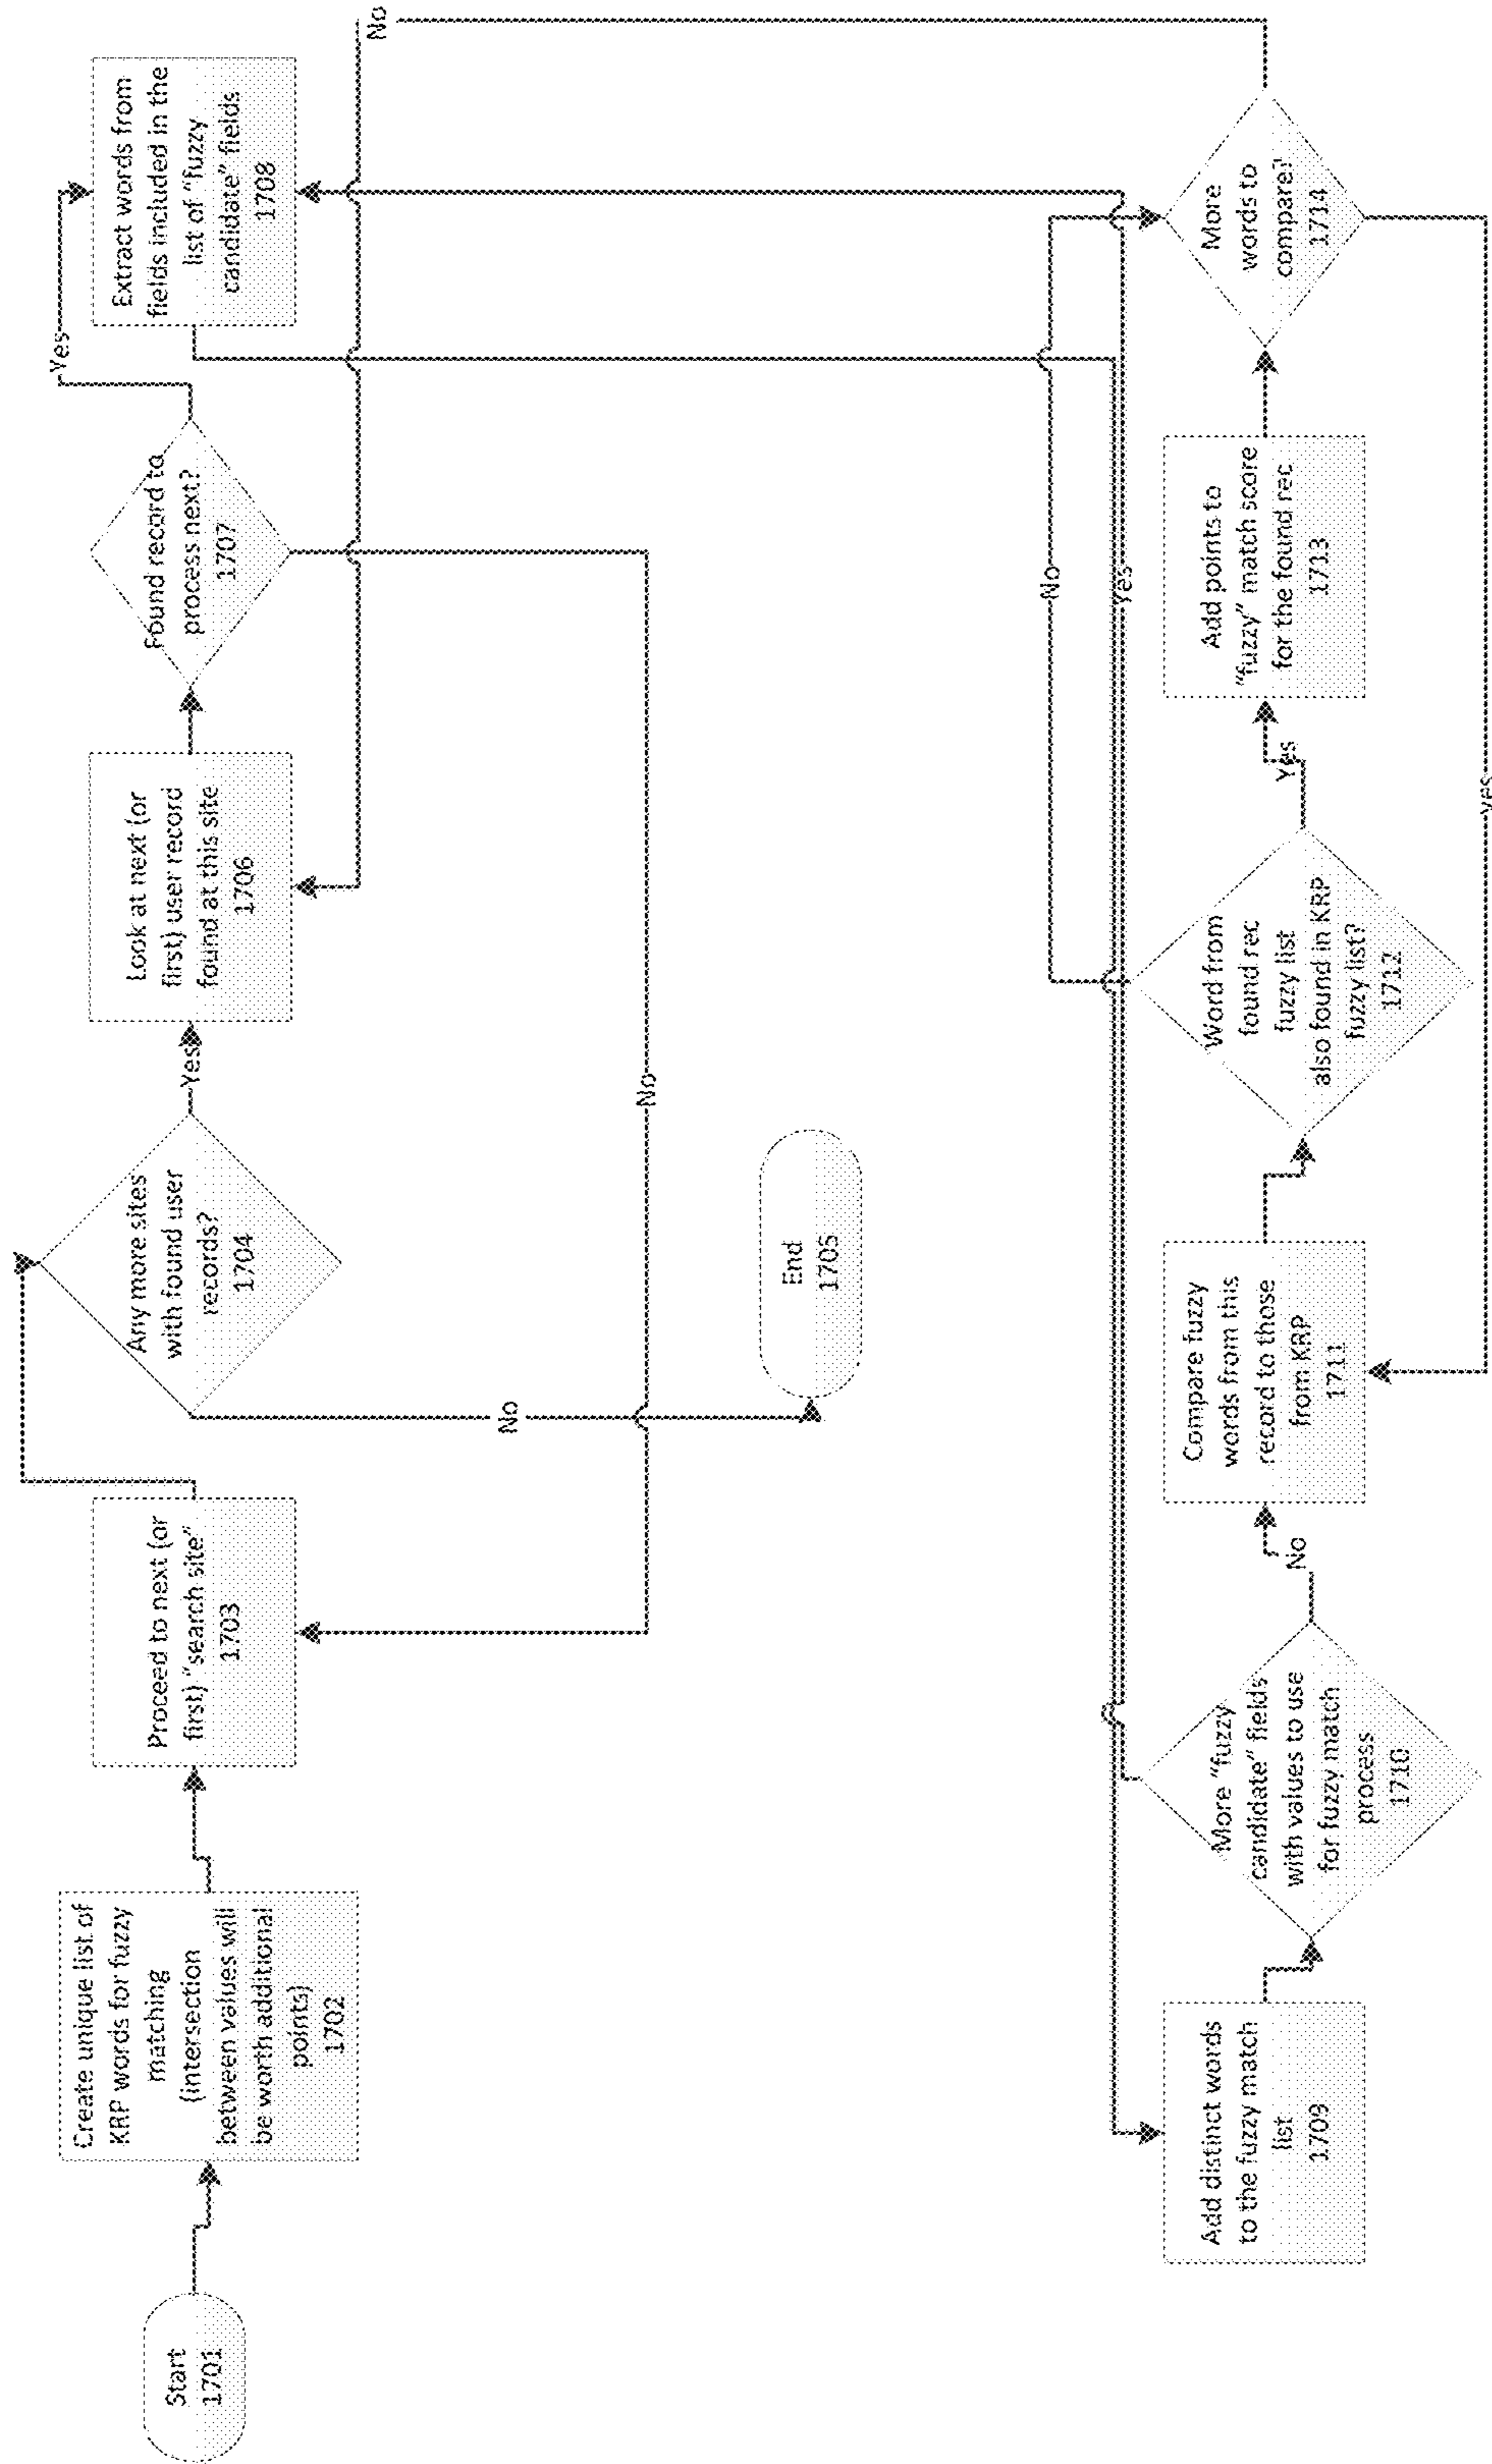 Start
1701
Create unique list of
KRP words for fuzzy
matching
(intersection
between values will
be worth additional
points)
1702
Proceed to next (or
first) "search site"
1703
Any more sites
with found user
records?
1704
Yes
No
End
1705
Look at next (or
first) user record
found at this site
1706
Found record to
process next?
1707
Yes
No
Extract words from
fields included in the
list of "fuzzy
candidate" fields
1708
Add distinct words
to the fuzzy match
list
1709
More "fuzzy
candidate" fields
with values to use
for fuzzy match
process
1710
Yes
No
Compare fuzzy
words from this
record to those
from KRP
1711
Word from
found rec
fuzzy list
also found in KRP
fuzzy list?
1712
No
Yes
Add points to
"fuzzy" match score
for the found rec
1713
More
words to
compare?
1714
No
Yes